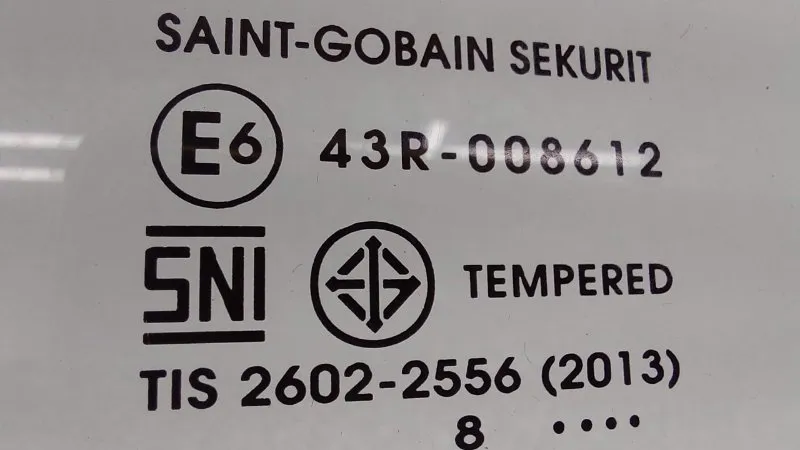 SAINT-GOBAIN SEKURIT
E6 43R-008612
SNI TEMPERED
TIS 2602-2556 (2013)
8 ....